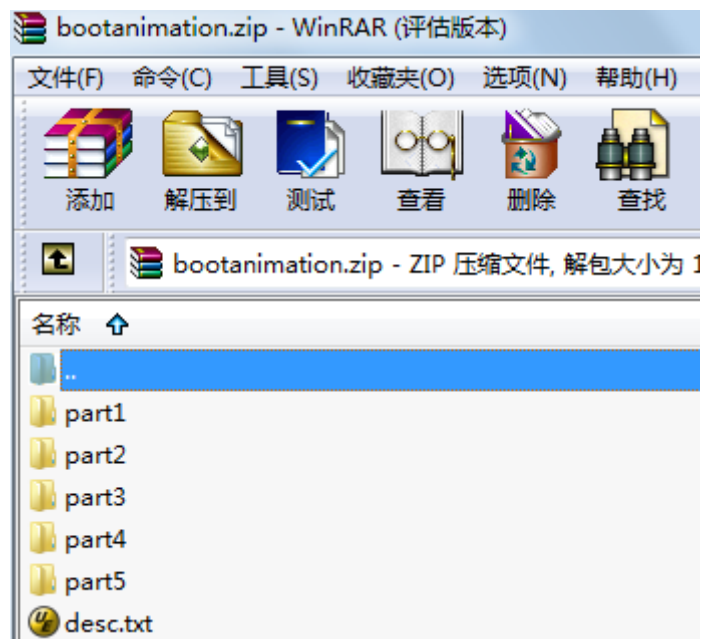 bootanimation.zip - WinRAR (评估版本)
文件(F) 命令(C) 工具(S) 收藏夹(O) 选项(N) 帮助(H)
添加 解压到 测试 查看 删除 查找
bootanimation.zip - ZIP 压缩文件, 解包大小为 1
名称
..
part1
part2
part3
part4
part5
desc.txt